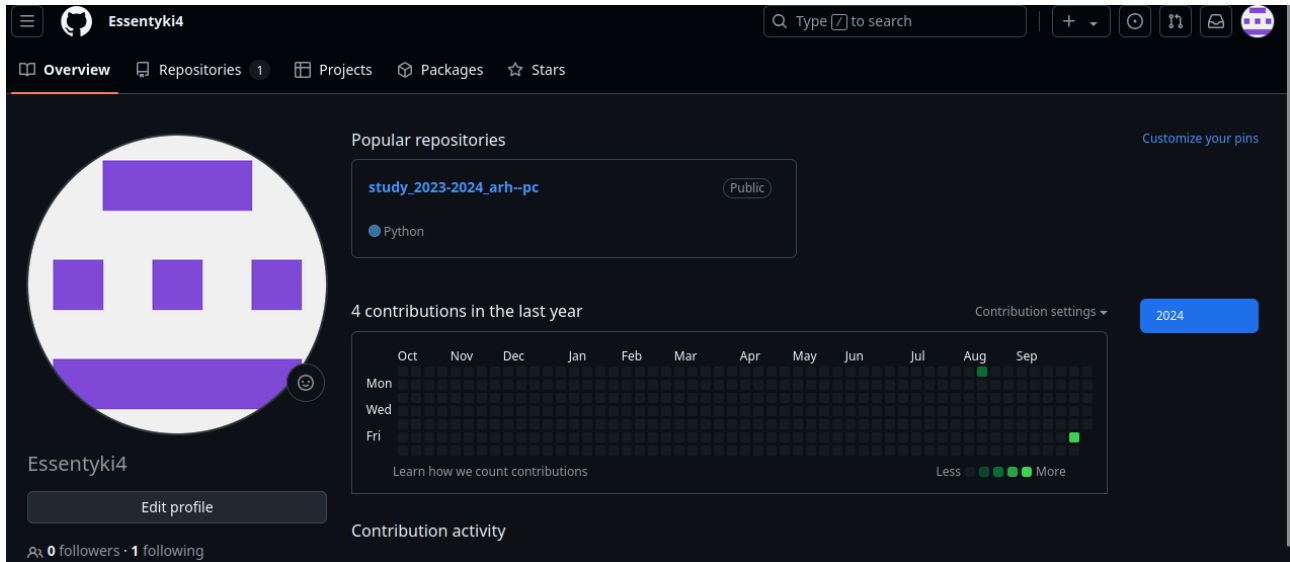 Essentyki4
Type / to search
Overview Repositories 1 Projects Packages Stars
Popular repositories
Customize your pins
study_2023-2024_arh--pc Public
Python
4 contributions in the last year
Contribution settings
2024
Oct Nov Dec Jan Feb Mar Apr May Jun Jul Aug Sep
Mon
Wed
Fri
Learn how we count contributions
Less More
Essentyki4
Edit profile
0 followers · 1 following
Contribution activity